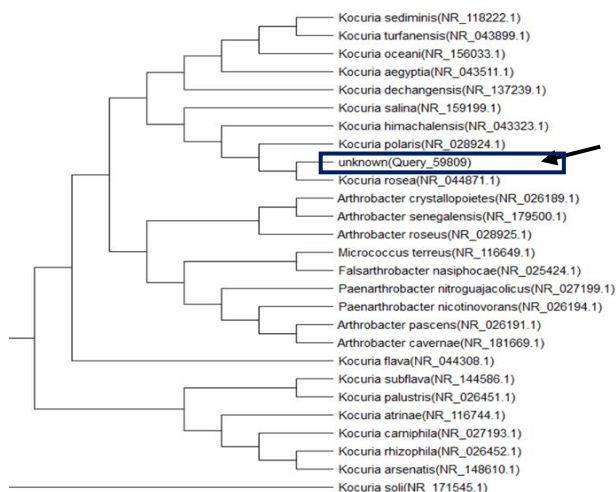 Kocuria sediminis(NR_118222.1)
Kocuria turfanensis(NR_043899.1)
Kocuria oceani(NR_156033.1)
Kocuria aegyptia(NR_043511.1)
Kocuria dechangensis(NR_137239.1)
Kocuria salina(NR_159199.1)
Kocuria himachalensis(NR_043323.1)
Kocuria polaris(NR_028924.1)
unknown(Query_59809)
Kocuria rosea(NR_044871.1)
Arthrobacter crystallopoietes(NR_026189.1)
Arthrobacter senegalensis(NR_179500.1)
Arthrobacter roseus(NR_028925.1)
Micrococcus terreus(NR_116649.1)
Falsarthrobacter nasiphocae(NR_025424.1)
Paenarthrobacter nitroguajacolicus(NR_027199.1)
Paenarthrobacter nicotinovorans(NR_026194.1)
Arthrobacter pascens(NR_026191.1)
Arthrobacter cavernae(NR_181669.1)
Kocuria flava(NR_044308.1)
Kocuria subflava(NR_144586.1)
Kocuria palustris(NR_026451.1)
Kocuria atrinae(NR_116744.1)
Kocuria carniphila(NR_027193.1)
Kocuria rhizophila(NR_026452.1)
Kocuria arsenatis(NR_148610.1)
Kocuria soli(NR_171545.1)